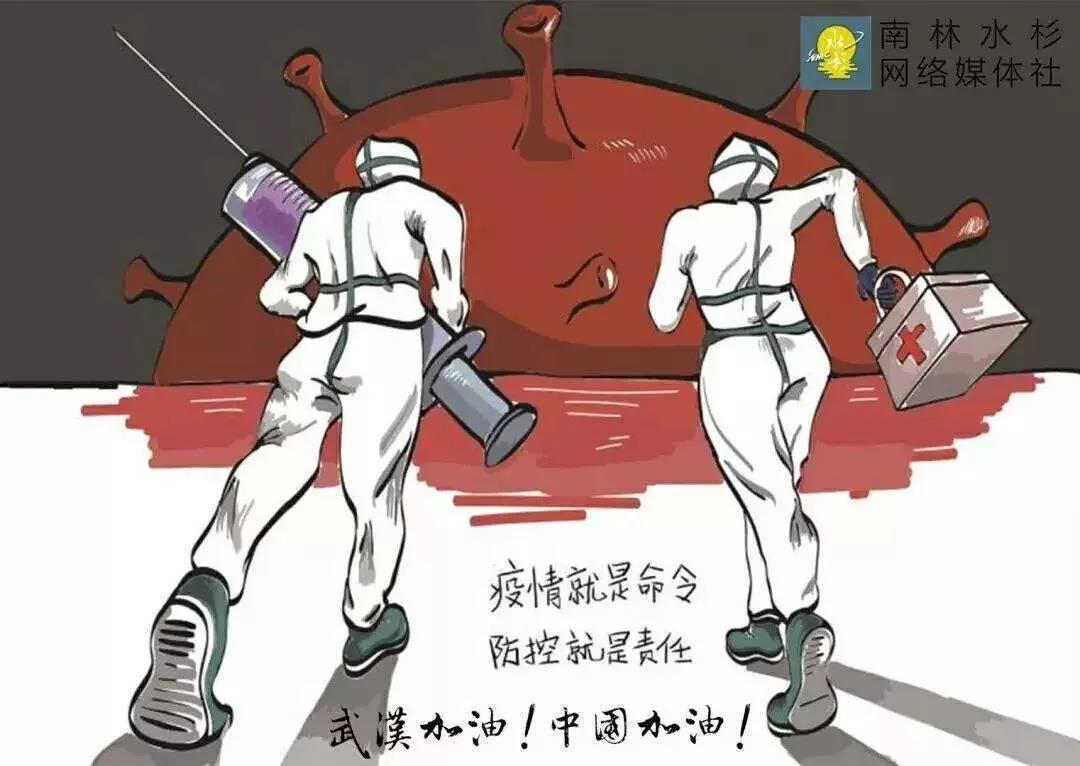 南林水杉
网络媒体社
疫情就是命令
防控就是责任
武漢加油！中國加油！